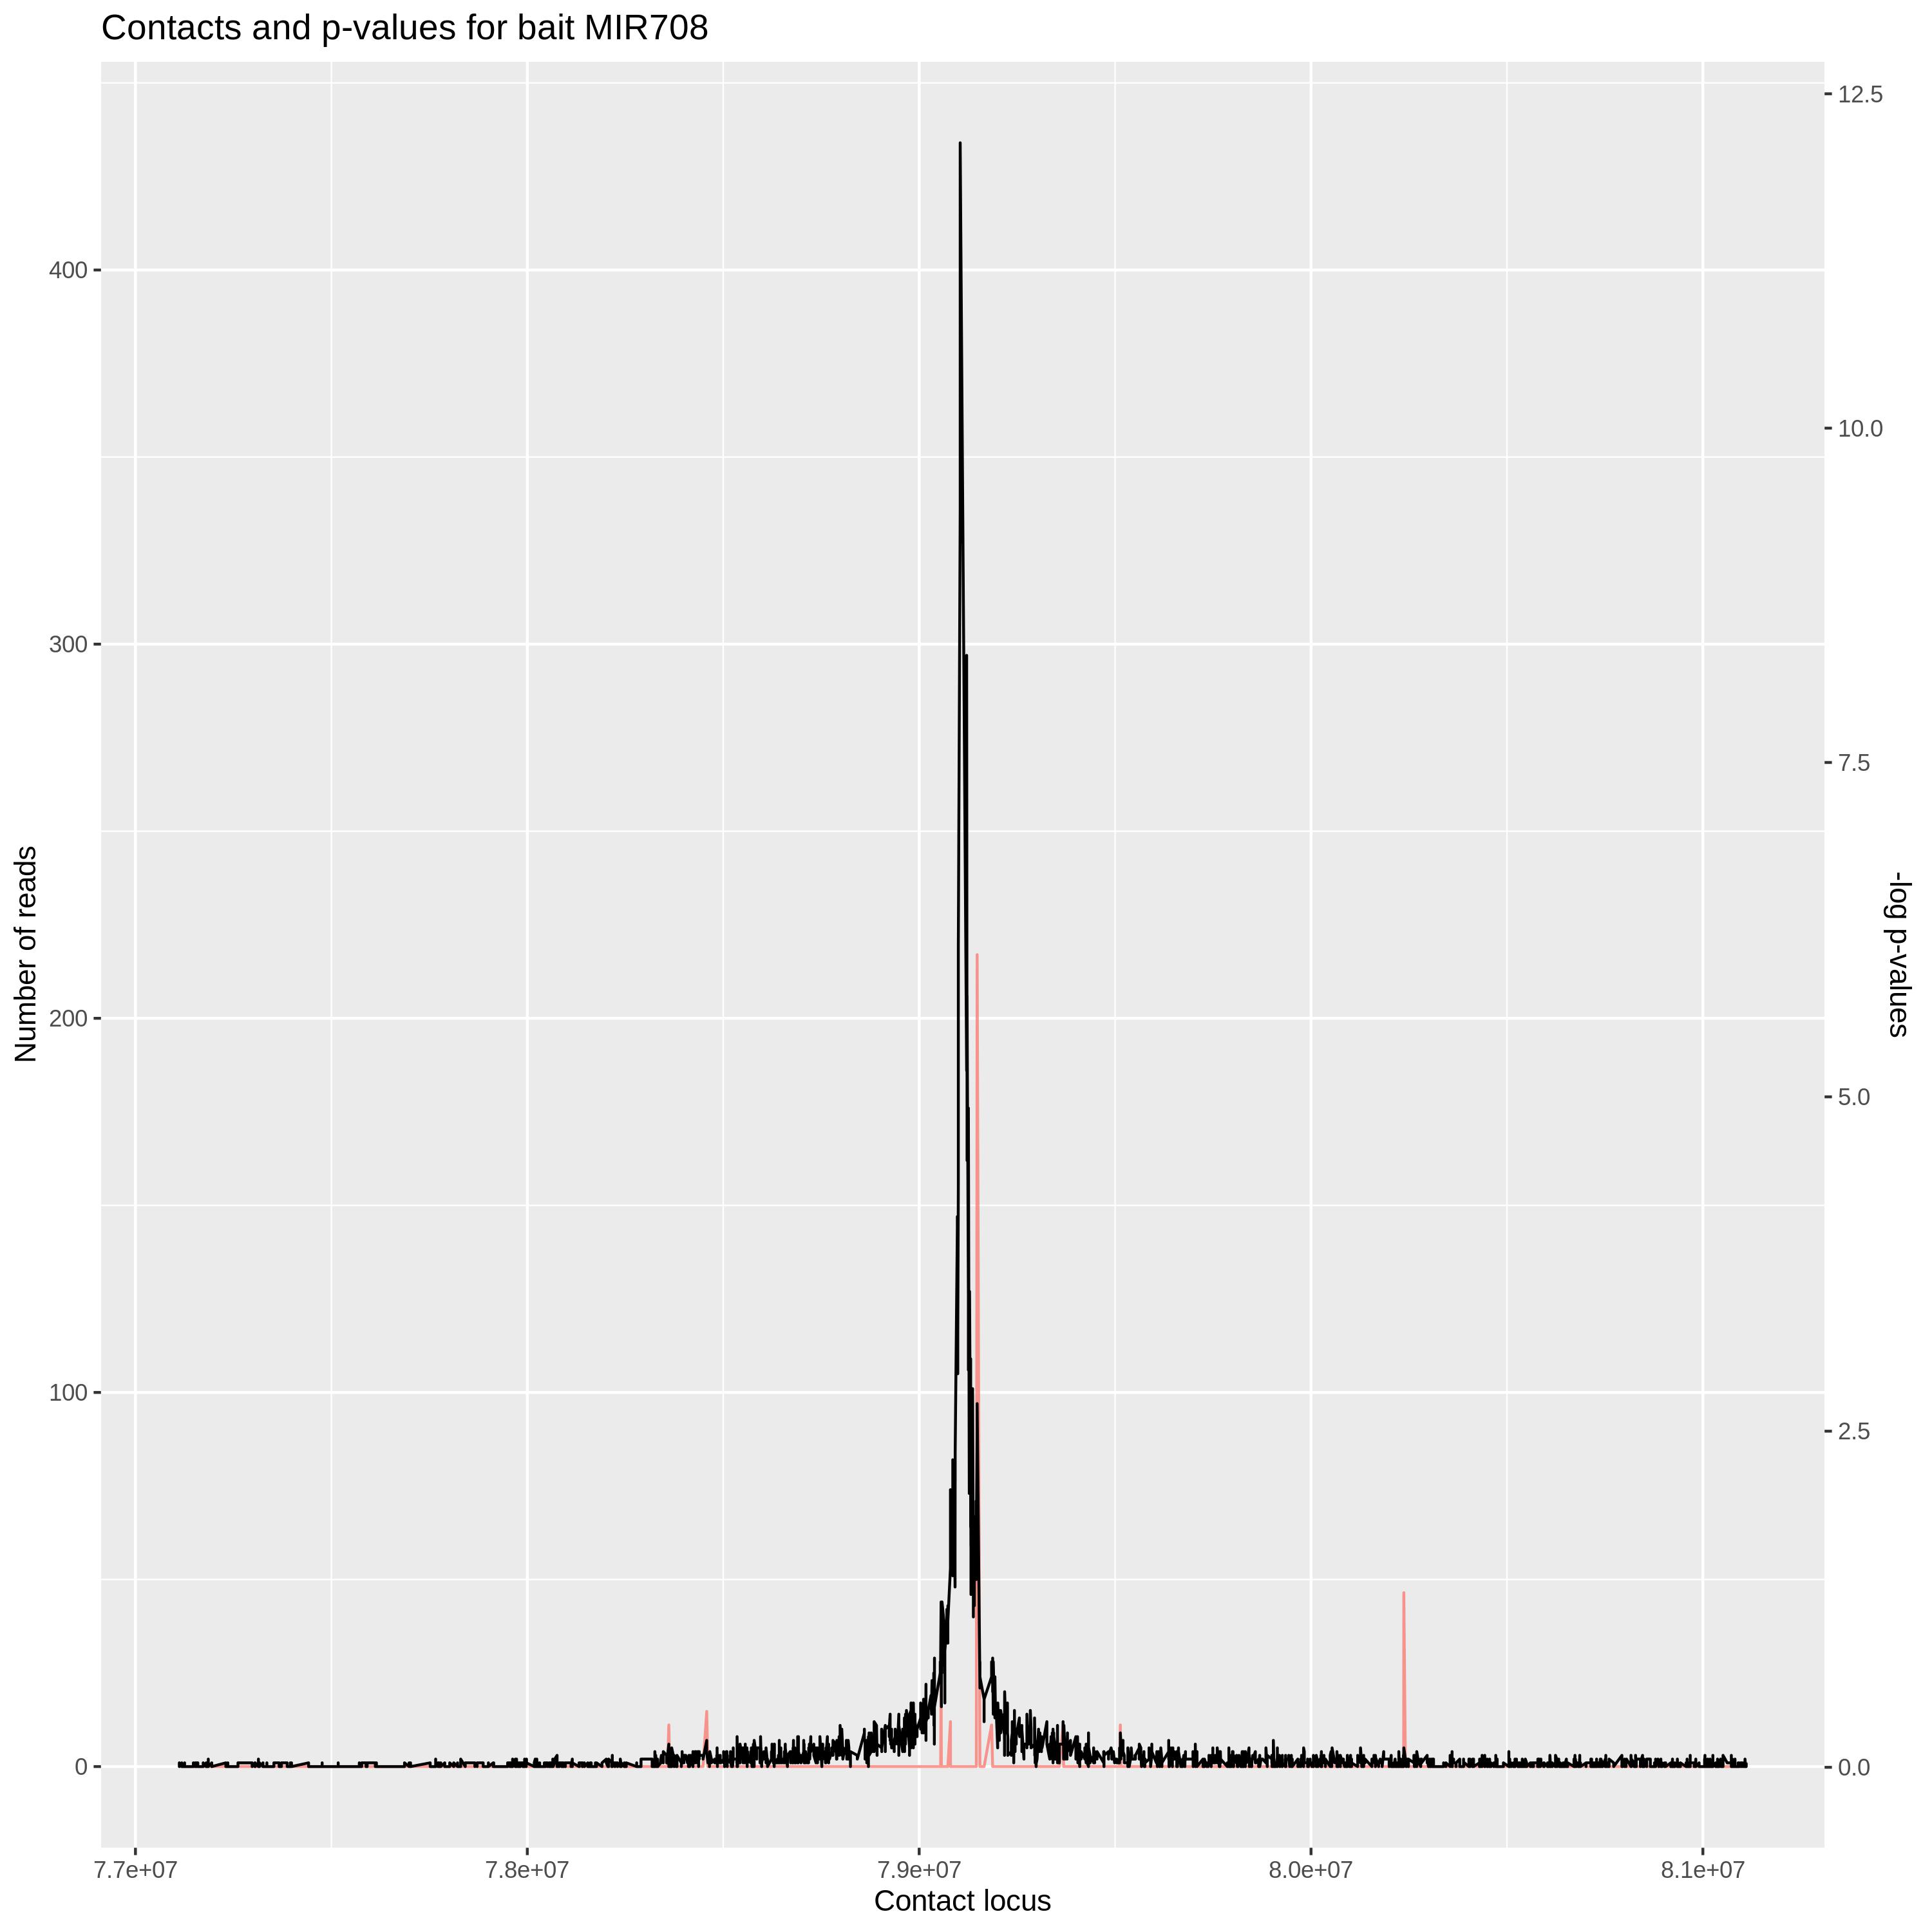 Contacts and p-values for bait MIR708
Number of reads
400
300
200
100
0
12.5
10.0
7.5
5.0
2.5
0.0
-log p-values
7.7e+07
7.8e+07
7.9e+07
8.0e+07
8.1e+07
Contact locus